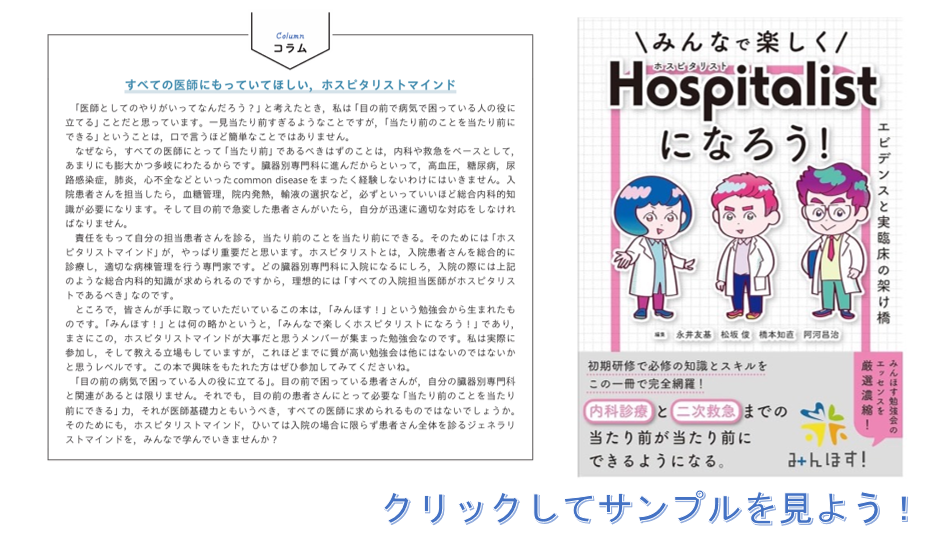 Column
コラム
すべての医師にもっていてほしい，ホスピタリストマインド
「医師としてのやりがいってなんだろう？」と考えたとき，私は「目の前で病気で困っている人の役に
立てる」ことだと思っています。一見当たり前すぎるようなことですが，「当たり前のことを当たり前に
できる」ということは，口で言うほど簡単なことではありません。
なぜなら，すべての医師にとって「当たり前」であるべきはずのことは，内科や救急をベースとして，
あまりにも膨大かつ多岐にわたるからです。臓器別専門科に進んだからといって，高血圧，糖尿病，尿
路感染症，肺炎，心不全などといったcommon diseaseをまったく経験しないわけにはいきません。入
院患者さんを担当したら，血糖管理，院内発熱，輸液の選択など，必ずといっていいほど総合内科的知
識が必要になります。そして目の前で急変した患者さんがいたら，自分が迅速に適切な対応をしなけれ
ばなりません。
責任をもって自分の担当患者さんを診る，当たり前のことを当たり前にできる。そのためには「ホス
ピタリストマインド」が，やっぱり重要だと思います。ホスピタリストとは，入院患者さんを総合的に
診療し，適切な病棟管理を行う専門家です。どの臓器別専門科に入院になるにしろ，入院の際には上記
のような総合内科的知識が求められるのですから，理想的には「すべての入院担当医師がホスピタリス
トであるべき」なのです。
ところで，皆さんが手に取っていただいているこの本は，「みんほす！」という勉強会から生まれたも
のです。「みんほす！」とは何の略かというと，「みんなで楽しくホスピタリストになろう！」であり，
まさにこの，ホスピタリストマインドが大事だと思うメンバーが集まった勉強会なのです。私は実際に
参加し，そして教える立場もしていますが，これほどまでに質が高い勉強会は他にはないのではないか
と思うレベルです。この本で興味をもたれた方はぜひ参加してみてくださいね。
「目の前の病気で困っている人の役に立てる」。目の前で困っている患者さんが，自分の臓器別専門科
と関連があるとは限りません。それでも，目の前の患者さんにとって必要な「当たり前のことを当たり
前にできる」力，それが医師基礎力ともいうべき，すべての医師に求められるものではないでしょうか。
そのためにも，ホスピタリストマインド，ひいては入院の場合に限らず患者さん全体を診るジェネラリ
ストマインドを，みんなで学んでいきませんか？
\みんなで楽しく/
ホスピタリスト
Hospitalist
になろう！
エビデンスと実臨床の架け橋
編集 永井友基 松坂 俊 橋本知直 阿河昌治
初期研修で必修の知識とスキルを
この一冊で完全網羅！
内科診療と二次救急までの
当たり前が当たり前に
できるようになる。
みんほす勉強会の
エッセンスを
厳選濃縮！
みんほす！
クリックしてサンプルを見よう！